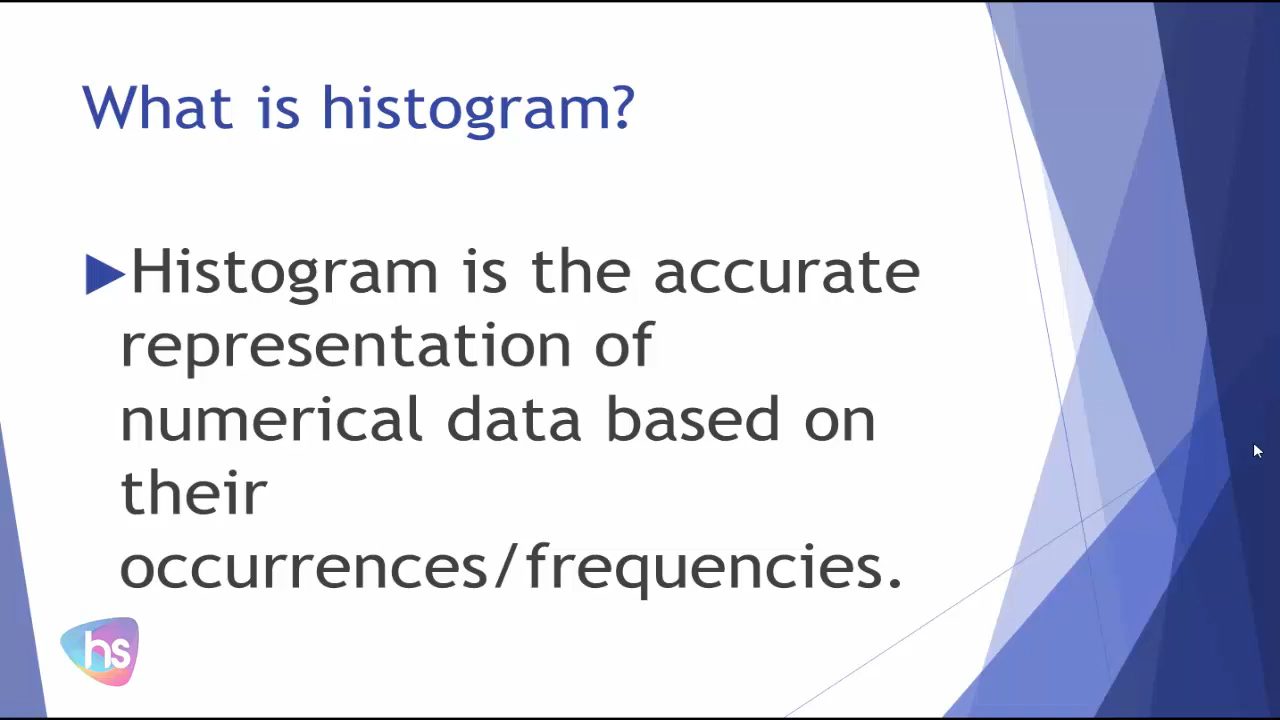 What is histogram?
Histogram is the accurate
representation of
numerical data based on
their
occurrences/frequencies.
hs